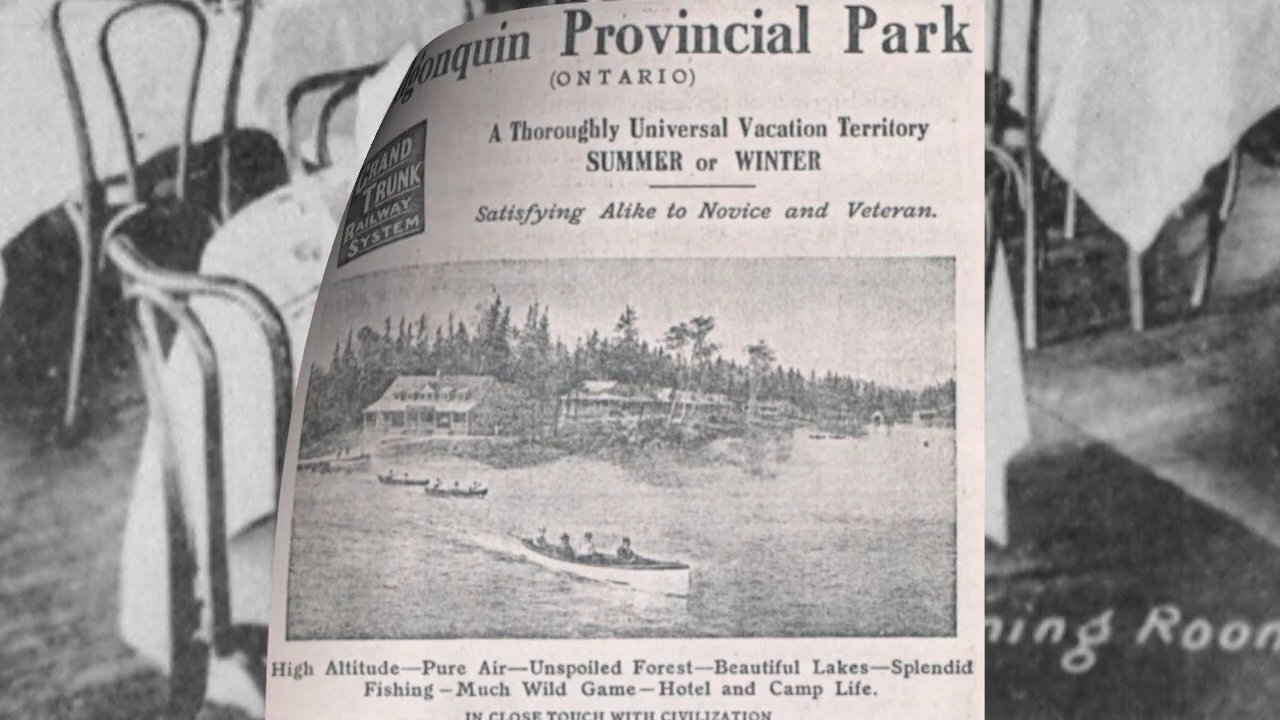 gonquin Provincial Park
(ONTARIO)
A Thoroughly Universal Vacation Territory
SUMMER or WINTER
GRAND
TRUNK
RAILWAY
SYSTEM
Satisfying Alike to Novice and Veteran.
High Altitude—Pure Air—Unspoiled Forest—Beautiful Lakes—Splendid
Fishing—Much Wild Game—Hotel and Camp Life.
IN CLOSE TOUCH WITH CIVILIZATION
ning Room